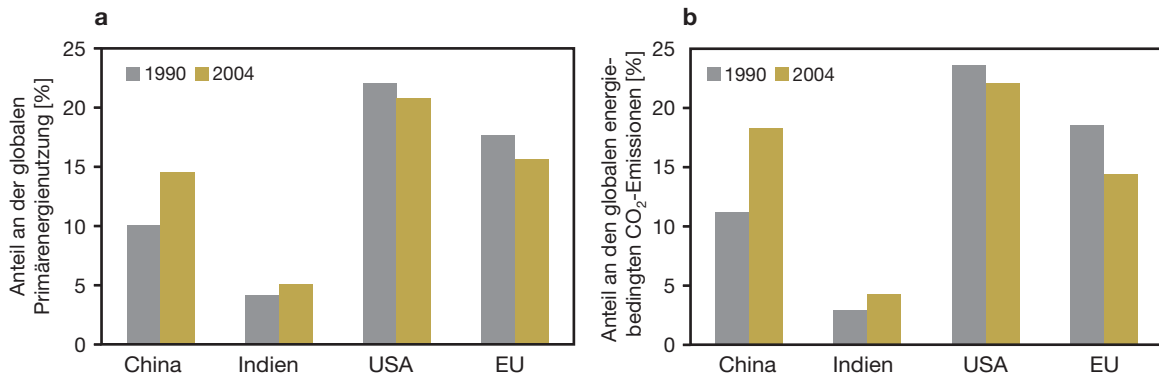 a
Anteil an der globalen
Primärenergienutzung [%]
25
20
15
10
5
0
1990 2004
China Indien USA EU
b
Anteil an den globalen energie-
bedingten CO₂-Emissionen [%]
25
20
15
10
5
0
1990 2004
China Indien USA EU